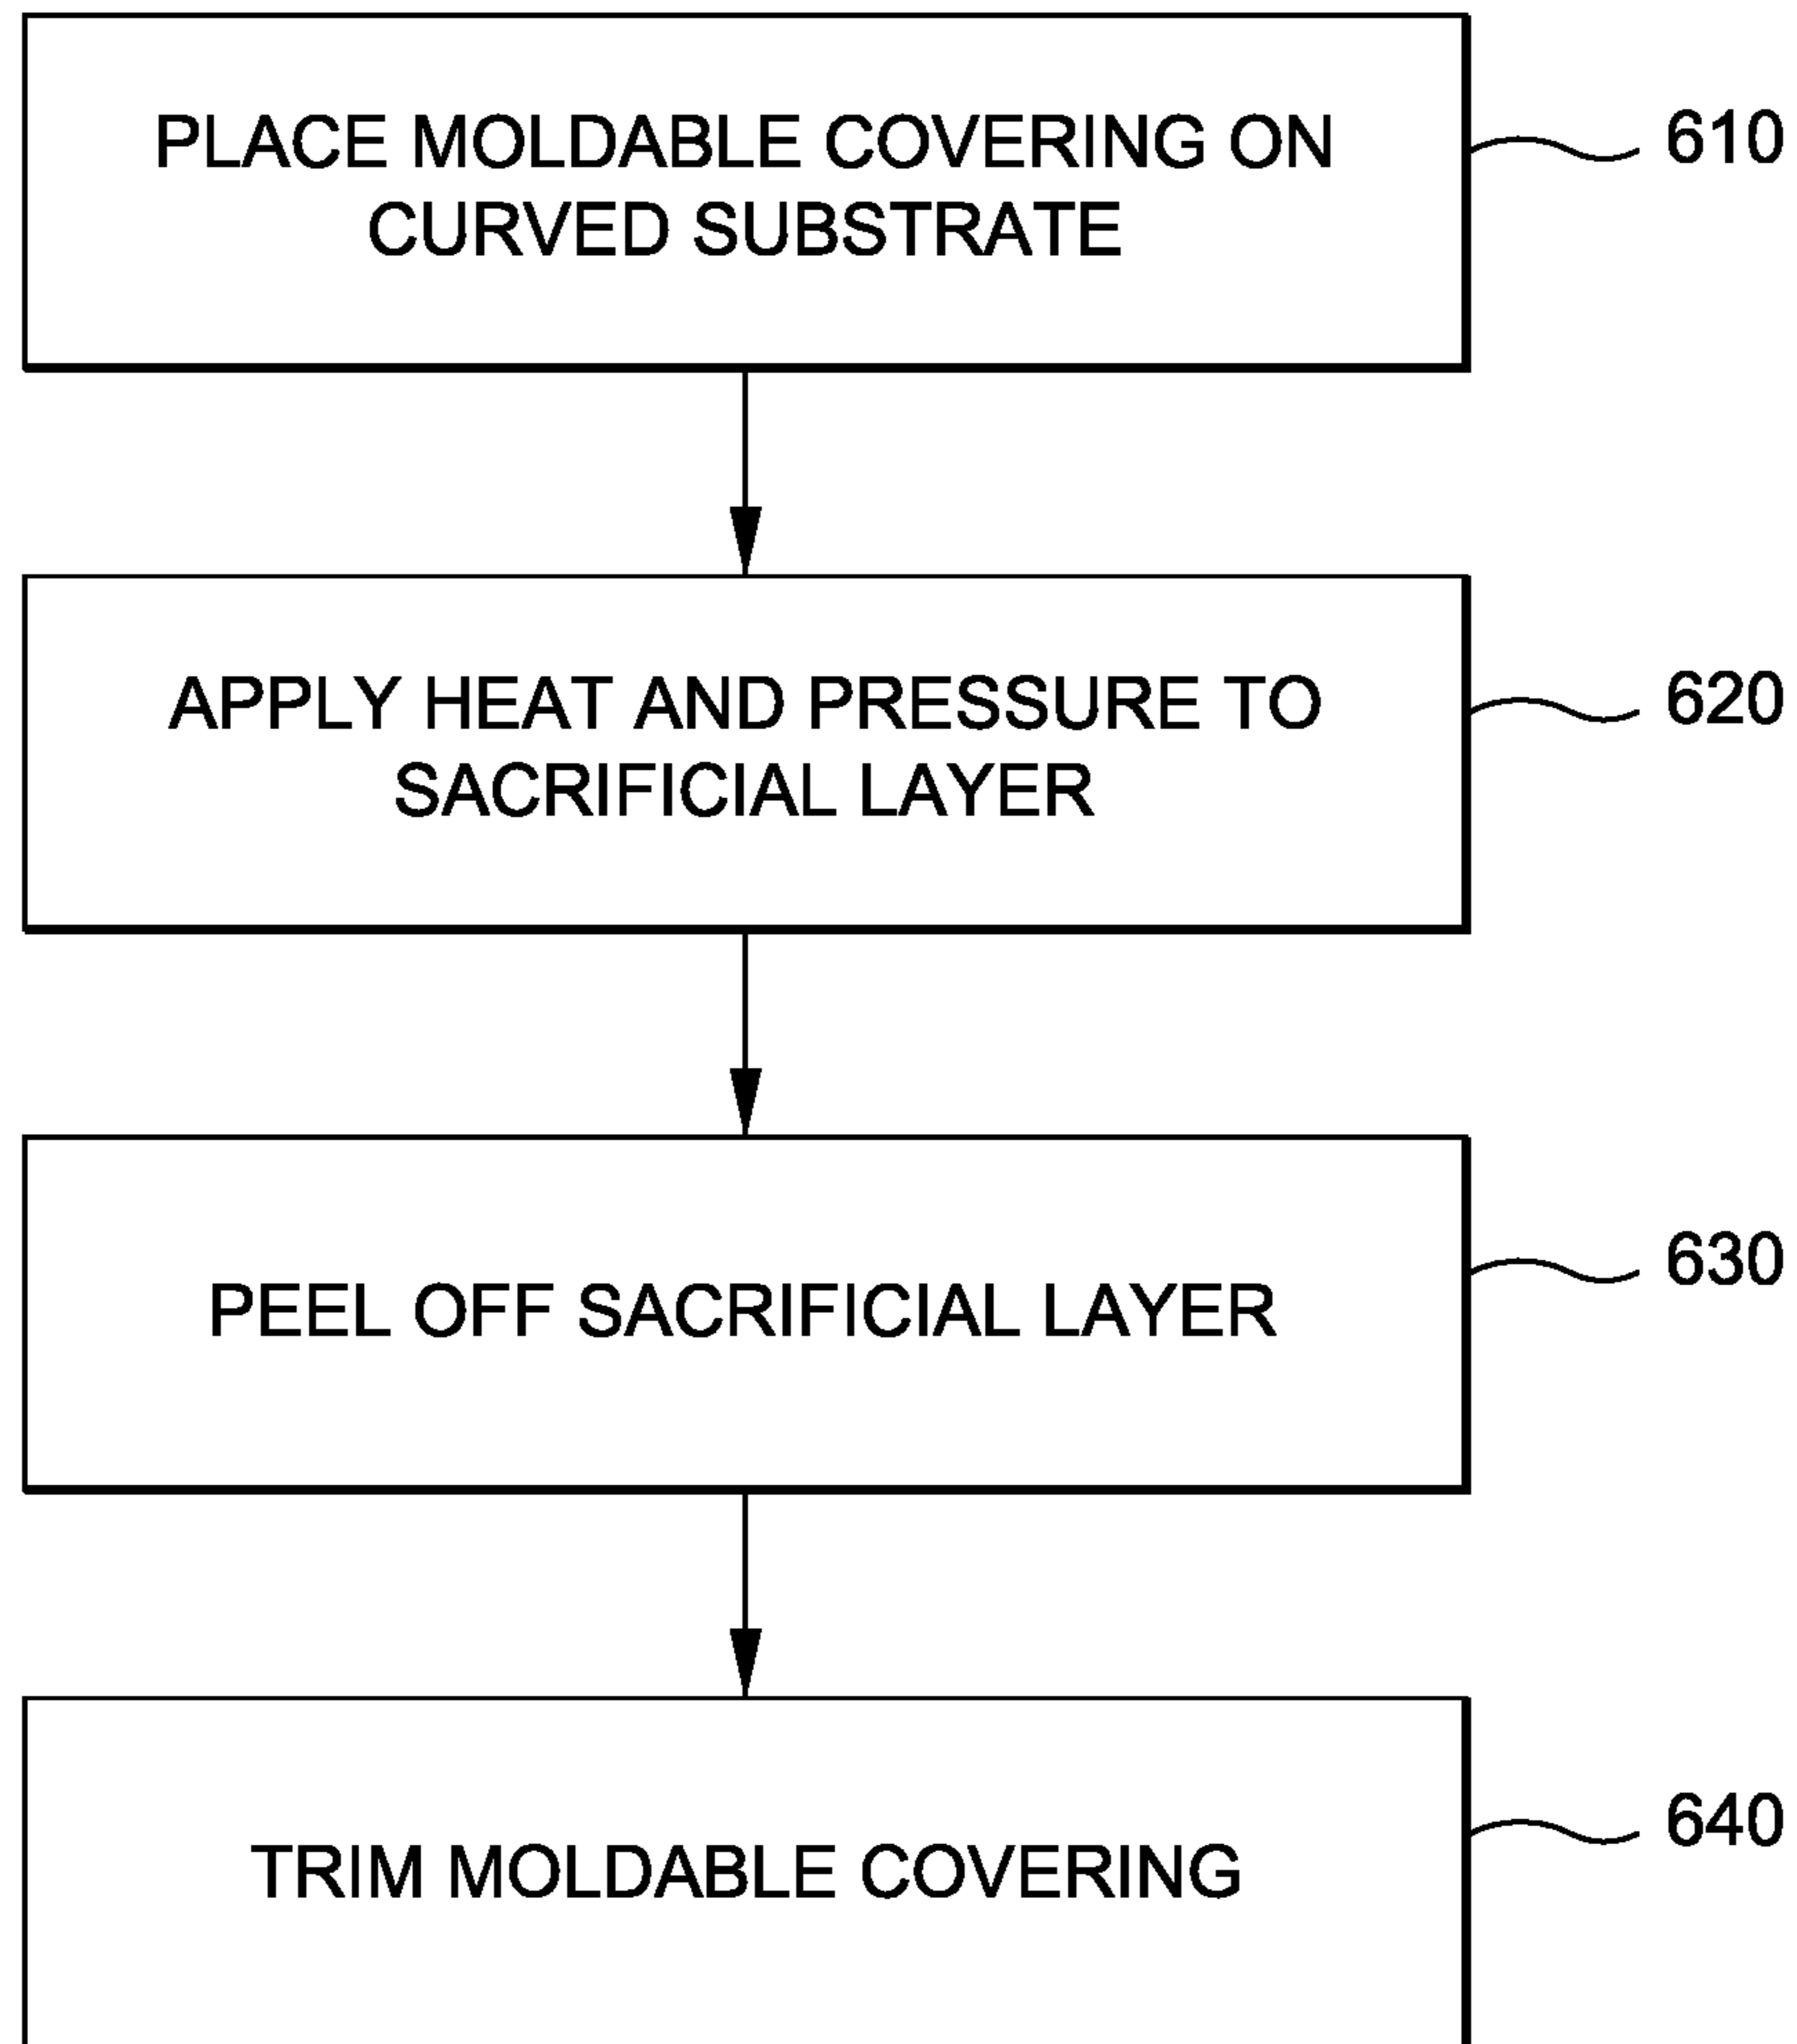 PLACE MOLDABLE COVERING ON
CURVED SUBSTRATE
610
APPLY HEAT AND PRESSURE TO
SACRIFICIAL LAYER
620
PEEL OFF SACRIFICIAL LAYER
630
TRIM MOLDABLE COVERING
640